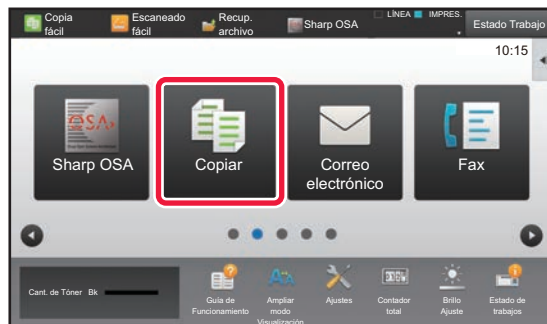 Copia
fácil
Escaneado
fácil
Recup.
archivo
Sharp OSA
LÍNEA
IMPRES.
Estado Trabajo
10:15
OSA
Sharp OSA
Copiar
Correo
electrónico
Fax
Cant. de Tóner Bk
Guía de
Funcionamiento
Ampliar
modo
Visualización
Ajustes
Contador
total
Brillo
Ajuste
Estado de
trabajos